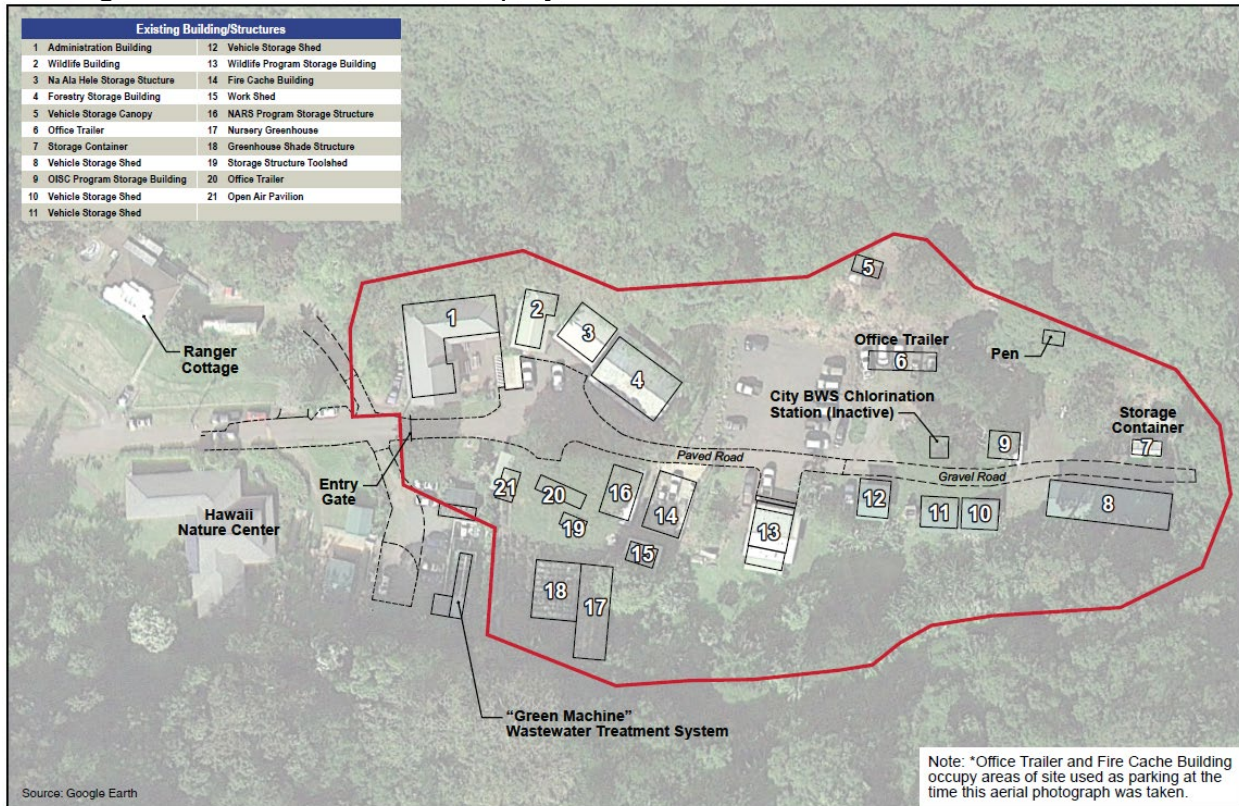 Existing Building/Structures
1 Administration Building
2 Wildlife Building
3 Na Ala Hele Storage Stucture
4 Forestry Storage Building
5 Vehicle Storage Canopy
6 Office Trailer
7 Storage Container
8 Vehicle Storage Shed
9 OISC Program Storage Building
10 Vehicle Storage Shed
11 Vehicle Storage Shed
12 Vehicle Storage Shed
13 Wildlife Program Storage Building
14 Fire Cache Building
15 Work Shed
16 NARS Program Storage Structure
17 Nursery Greenhouse
18 Greenhouse Shade Structure
19 Storage Structure Toolshed
20 Office Trailer
21 Open Air Pavilion
5
1
2
3
4
Office Trailer
6
Pen
Ranger
Cottage
City BWS Chlorination
Station (Inactive)
Storage
Container
9
7
Paved Road
Gravel Road
Entry
Gate
21
20
16
14
19
15
13
12
11
10
8
Hawaii
Nature Center
18
17
“Green Machine”
Wastewater Treatment System
Note: *Office Trailer and Fire Cache Building
occupy areas of site used as parking at the
time this aerial photograph was taken.
Source: Google Earth